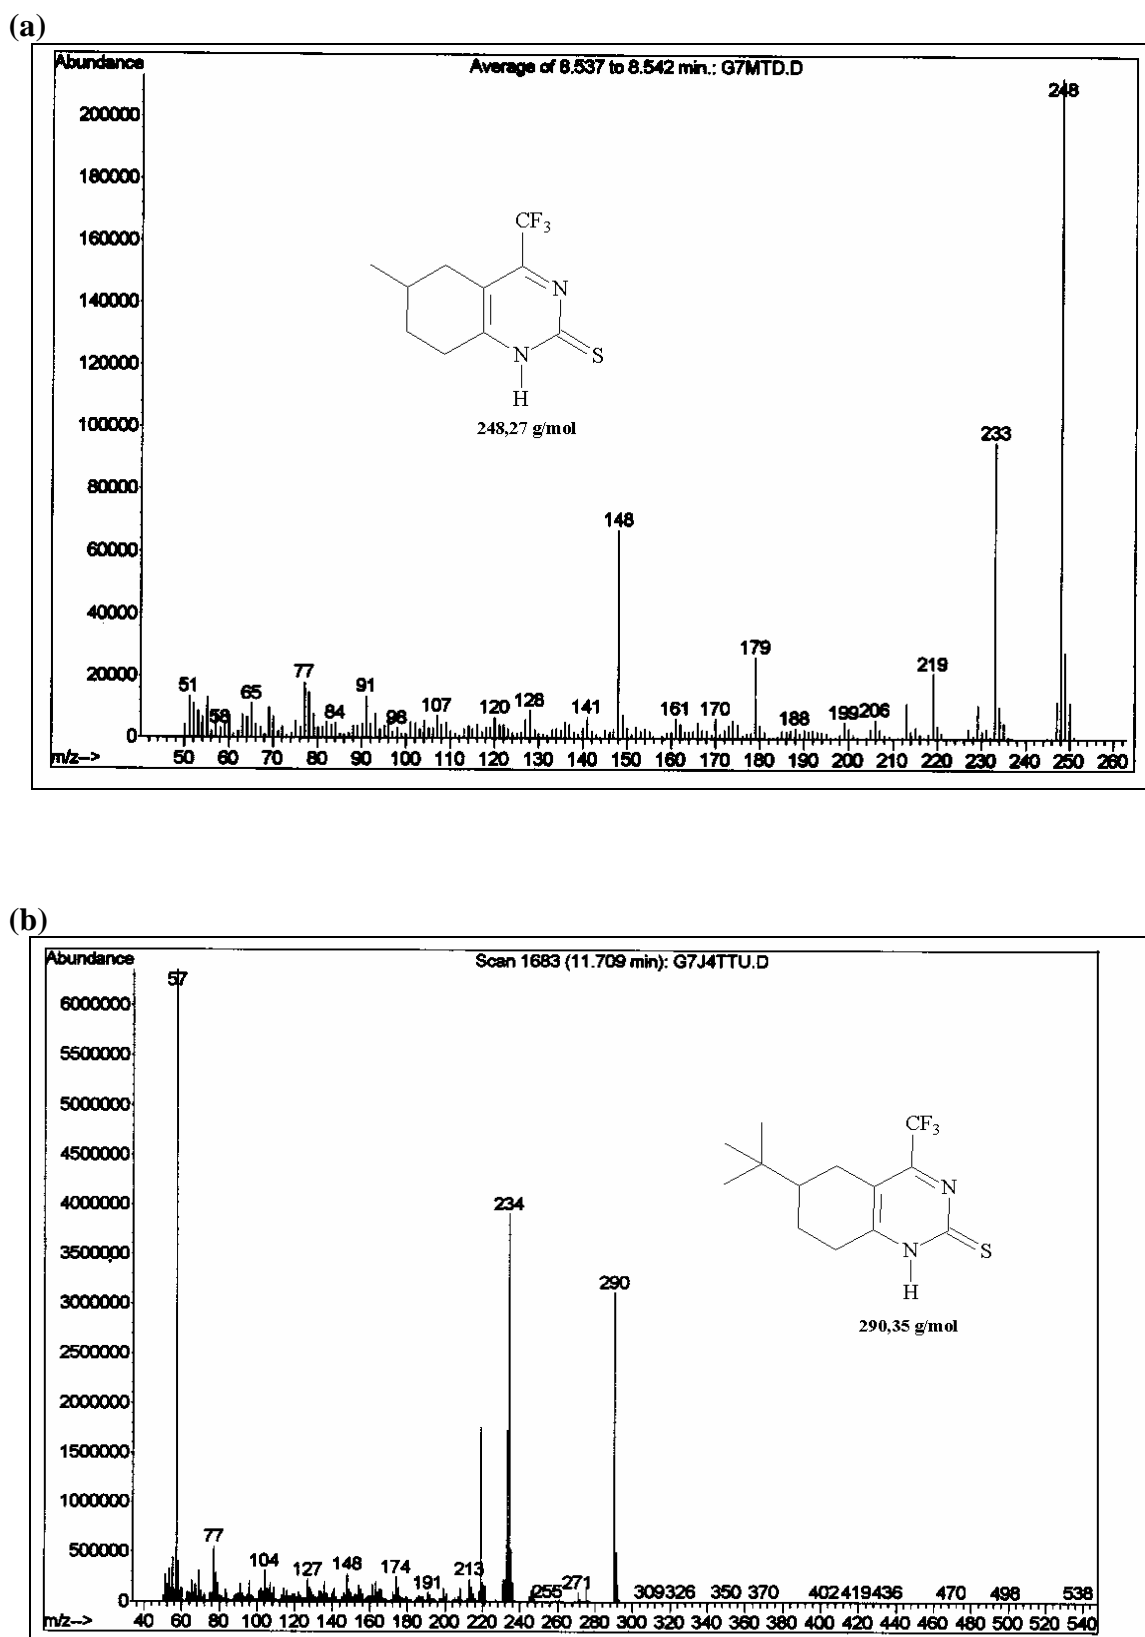 (a)
Abundance
Average of 8.537 to 8.542 min.: G7MTD.D
248
200000
180000
160000
140000
120000
100000
80000
60000
40000
20000
0
CF3
N
N
S
H
248,27 g/mol
233
148
179
219
51
58
65
77
84
91
98
107
120
128
141
161
170
188
199
206
m/z-->
50 60 70 80 90 100 110 120 130 140 150 160 170 180 190 200 210 220 230 240 250 260
(b)
Abundance
Scan 1683 (11.709 min): G7J4TTU.D
57
6000000
5500000
5000000
4500000
4000000
3500000
3000000
2500000
2000000
1500000
1000000
500000
0
CF3
N
N
S
H
290,35 g/mol
234
290
77
104
127
148
174
191
213
255
271
309 326 350 370 402 419 436 470 498 538
m/z-->
40 60 80 100 120 140 160 180 200 220 240 260 280 300 320 340 360 380 400 420 440 460 480 500 520 540